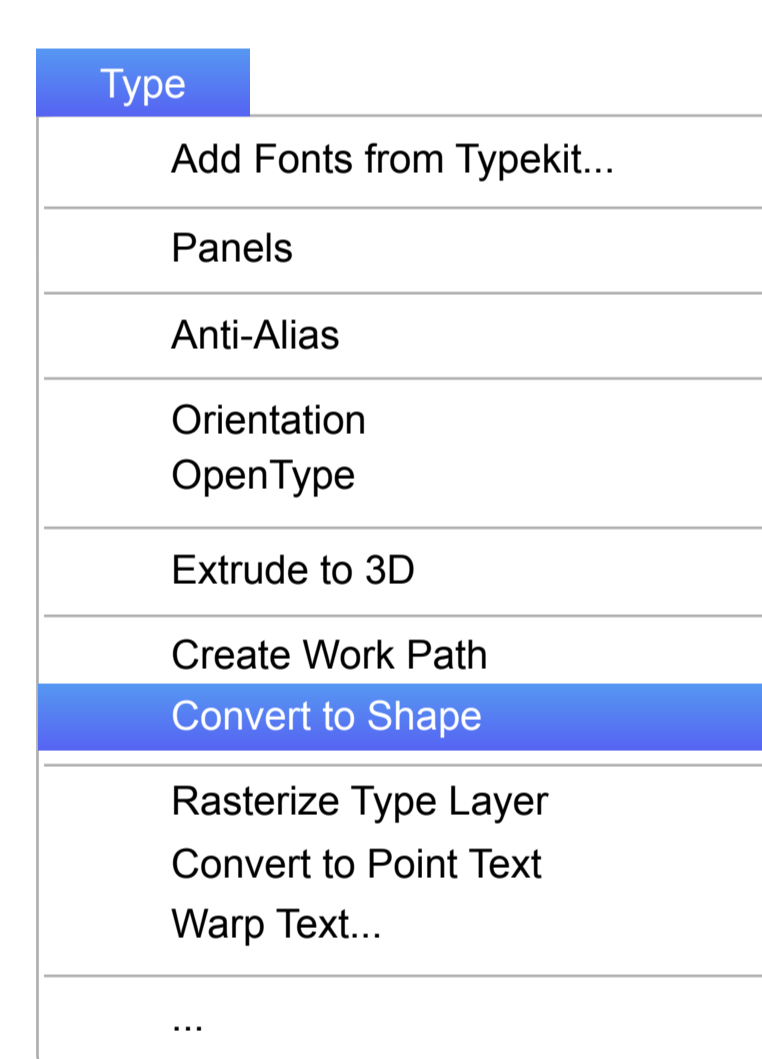 Type
Add Fonts from Typekit...
Panels
Anti-Alias
Orientation
OpenType
Extrude to 3D
Create Work Path
Convert to Shape
Rasterize Type Layer
Convert to Point Text
Warp Text...
...